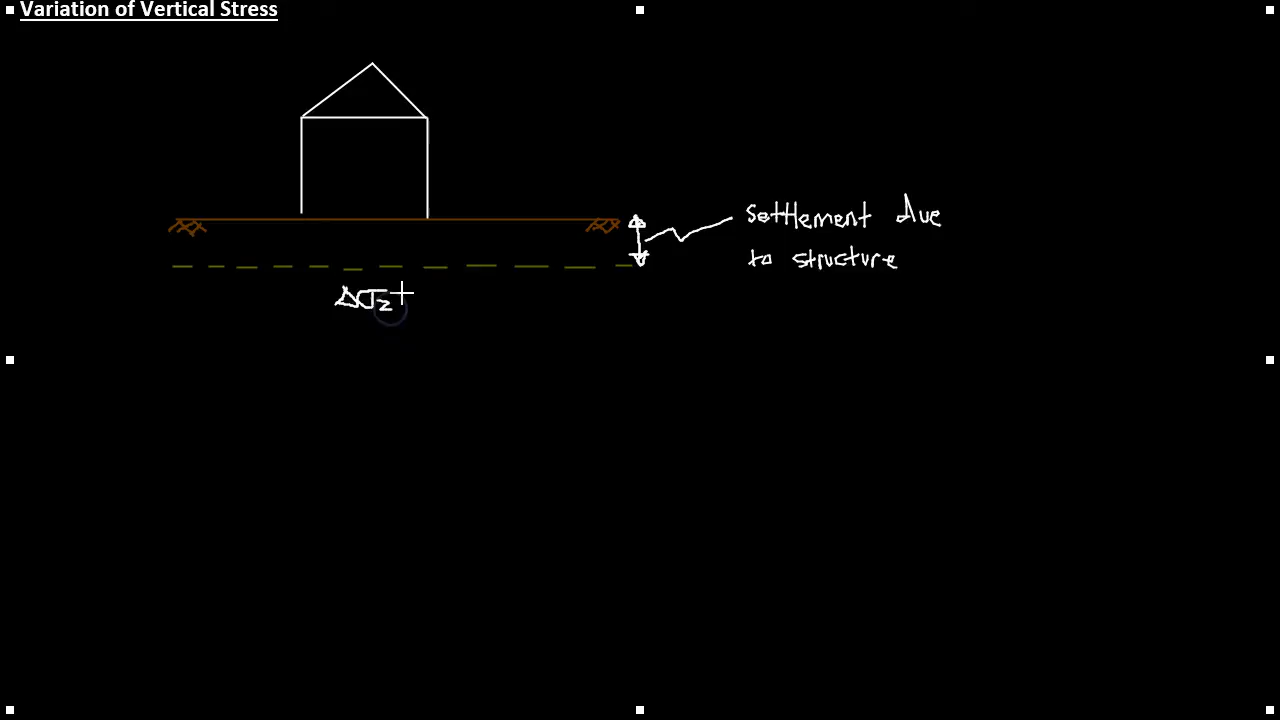 Variation of Vertical Stress
settlement due
to structure
Δσz